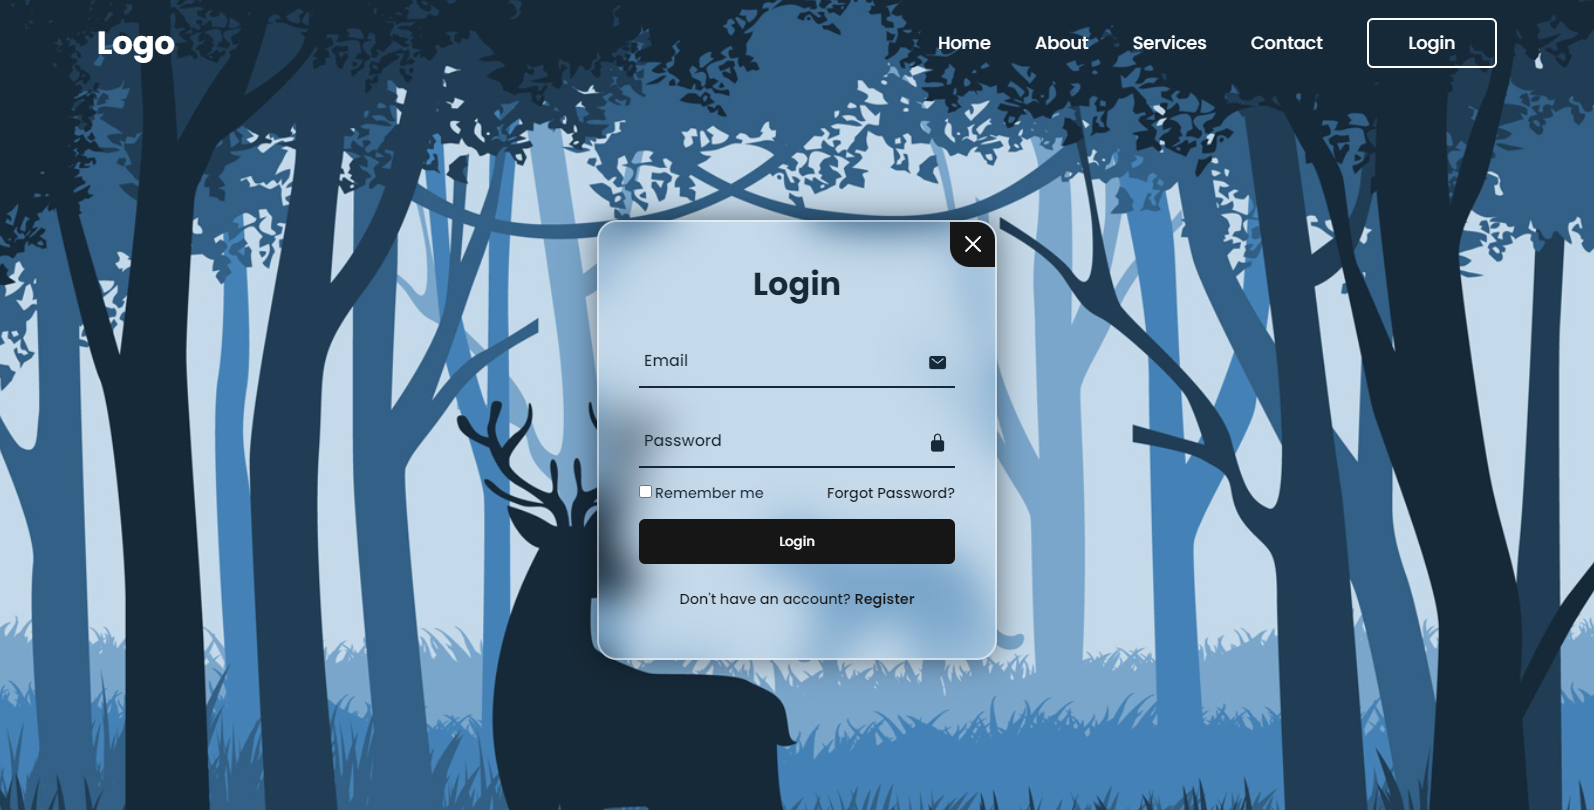 Logo
Home About Services Contact Login
Login
Email
Password
Remember me Forgot Password?
Login
Don't have an account? Register